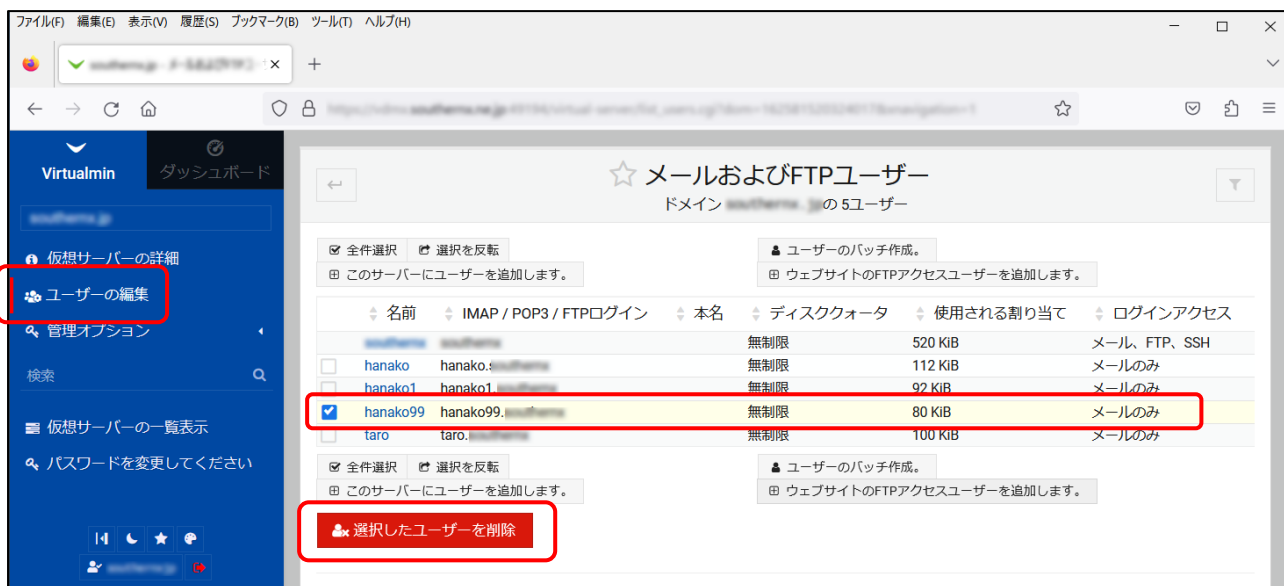 ファイル(F) 編集(E) 表示(V) 履歴(S) ブックマーク(B) ツール(T) ヘルプ(H)
Virtualmin
ダッシュボード
仮想サーバーの詳細
ユーザーの編集
管理オプション
検索
仮想サーバーの一覧表示
パスワードを変更してください
メールおよびFTPユーザー
ドメイン の 5ユーザー
全件選択 選択を反転 ユーザーのバッチ作成。
このサーバーにユーザーを追加します。 ウェブサイトのFTPアクセスユーザーを追加します。
名前 IMAP / POP3 / FTPログイン 本名 ディスククォータ 使用される割り当て ログインアクセス
無制限 520 KiB メール、FTP、SSH
hanako hanako. 無制限 112 KiB メールのみ
hanako1 hanako1. 無制限 92 KiB メールのみ
hanako99 hanako99. 無制限 80 KiB メールのみ
taro taro. 無制限 100 KiB メールのみ
全件選択 選択を反転 ユーザーのバッチ作成。
このサーバーにユーザーを追加します。 ウェブサイトのFTPアクセスユーザーを追加します。
選択したユーザーを削除